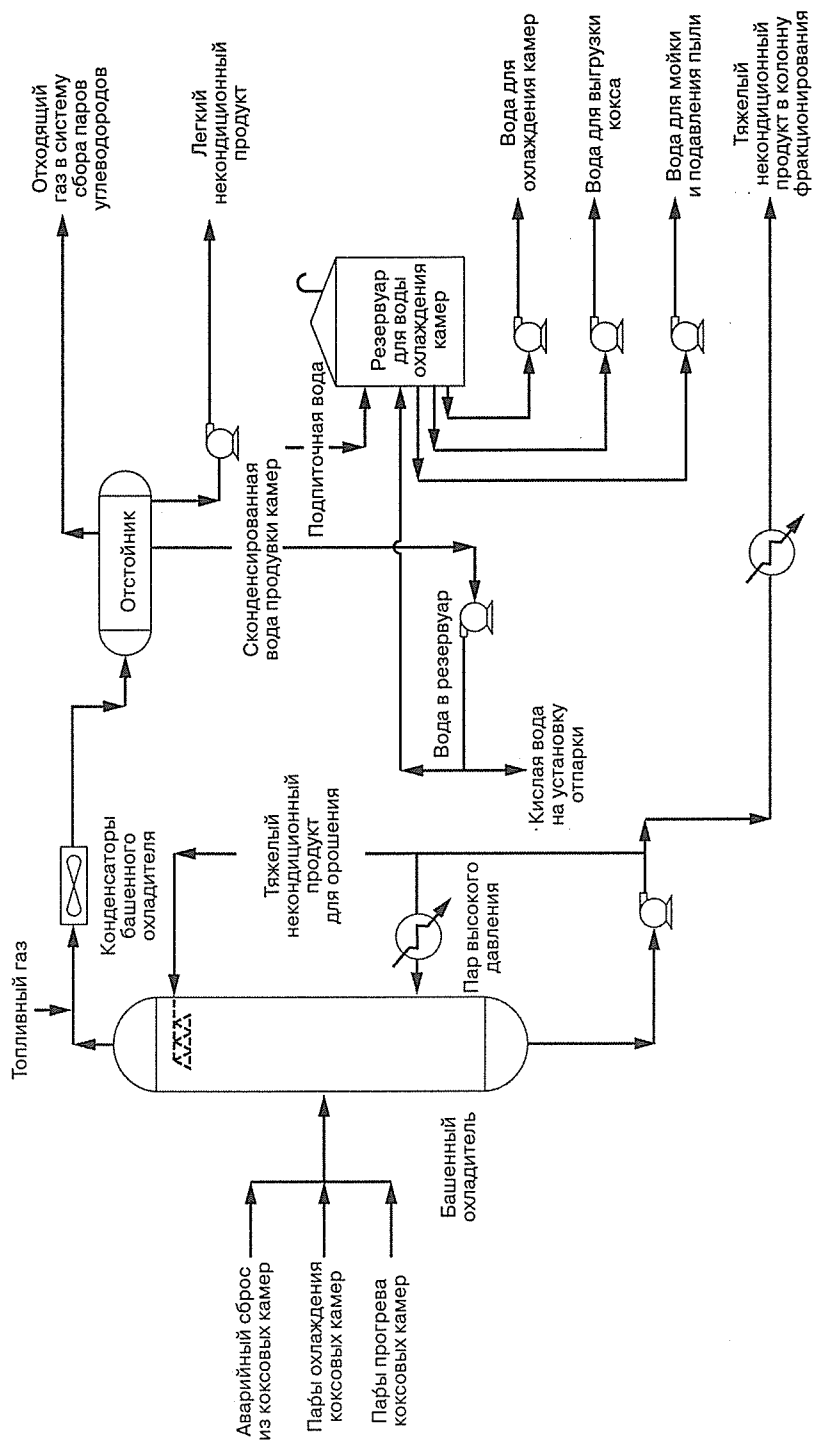 Аварийный сброс
из коксовых камер
Пары охлаждения
коксовых камер
Пары прогрева
коксовых камер
Башенный
охладитель
Топливный газ
Конденсаторы
башенного
охладителя
Тяжелый
некондиционный
продукт
для орошения
Пар высокого
давления
Отстойник
Отходящий
газ в систему
сбора паров
углеводородов
Легкий
некондиционный
продукт
Сконденсированная
вода продувки камер
Подпиточная вода
Вода в резервуар
Кислая вода
на установку
отпарки
Резервуар
для воды
охлаждения
камер
Вода для
охлаждения камер
Вода для выгрузки
кокса
Вода для мойки
и подавления пыли
Тяжелый
некондиционный
продукт в колонну
фракционирования